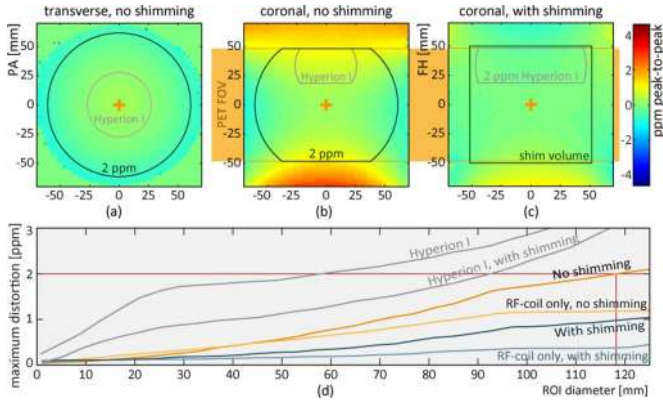 transverse, no shimming
coronal, no shimming
coronal, with shimming
PA [mm]
50
25
0
-25
-50
Hyperion I
2 ppm
-50 -25 0 25 50
(a)
PET FOV
Hyperion I
2 ppm
-50 -25 0 25 50
(b)
FH [mm]
50
25
0
-25
-50
2 ppm Hyperion I
shim volume
-50 -25 0 25 50
(c)
4
2
0
-2
-4
ppm peak-to-peak
maximum distortion [ppm]
3
2
1
0
Hyperion I
Hyperion I, with shimming
No shimming
RF-coil only, no shimming
With shimming
RF-coil only, with shimming
0 10 20 30 40 50 60 70 80 90 100 110 120
(d)
ROI diameter [mm]